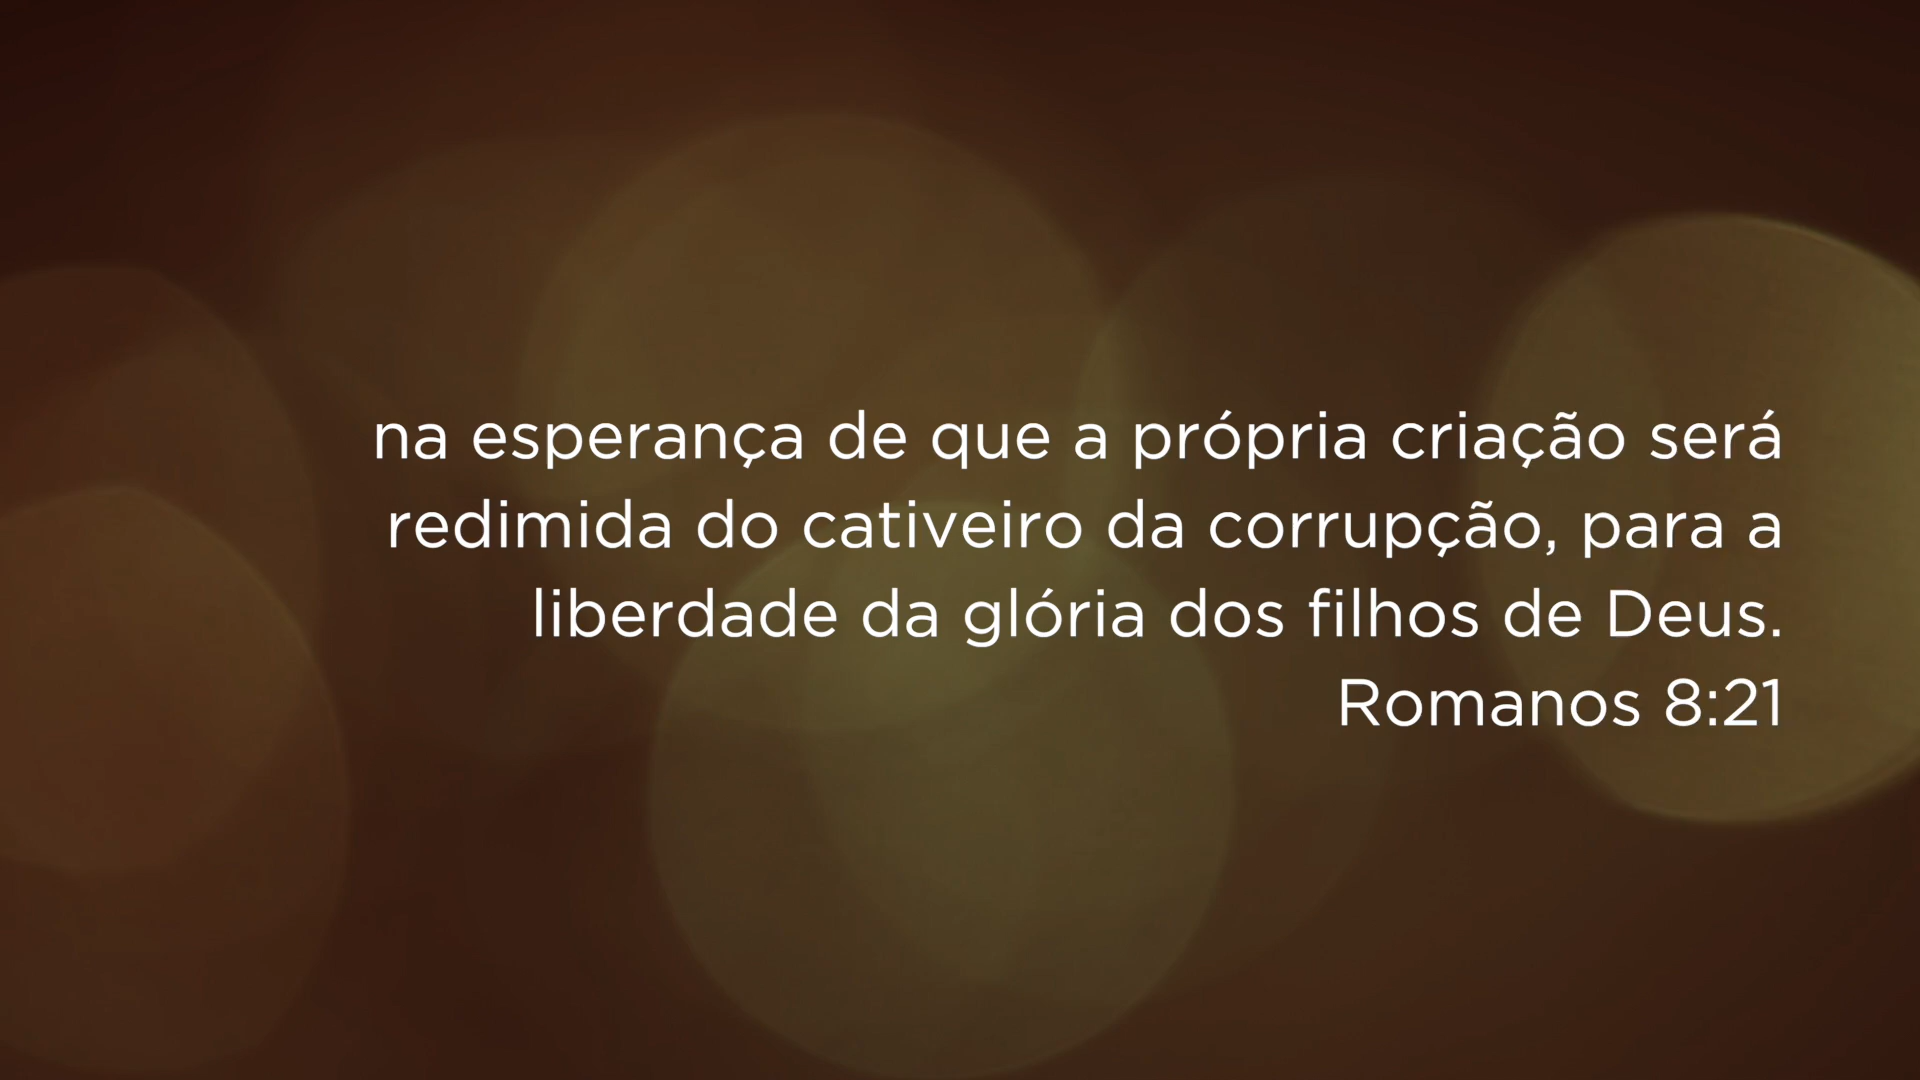 na esperança de que a própria criação será
redimida do cativeiro da corrupção, para a
liberdade da glória dos filhos de Deus.
Romanos 8:21